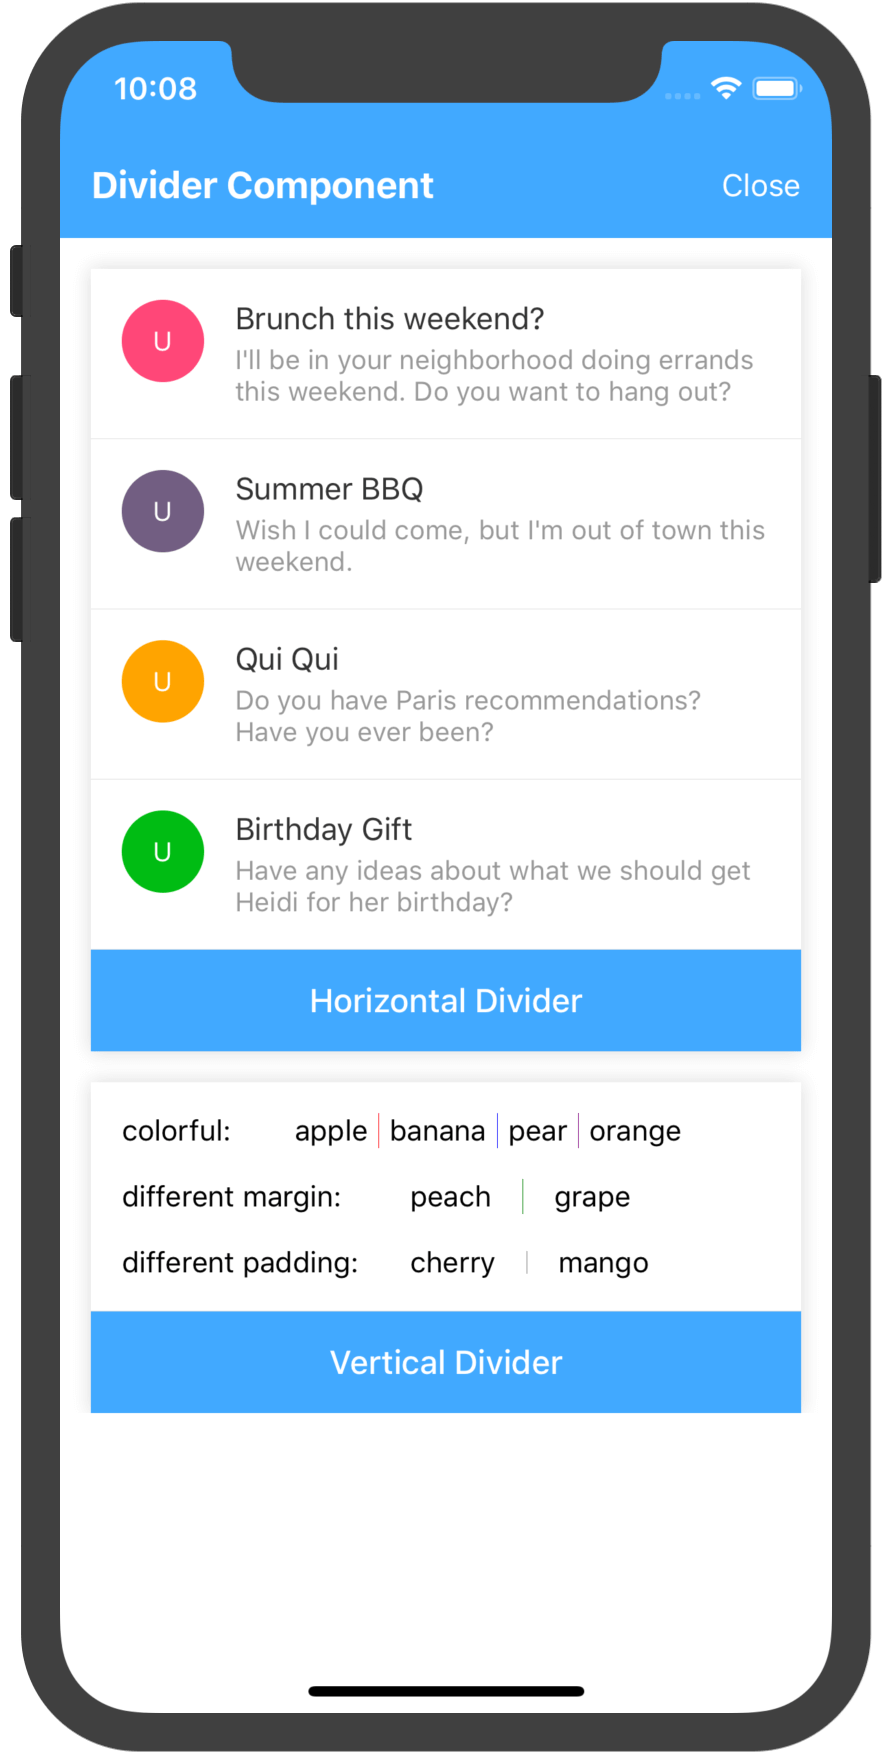 10:08
Divider Component
Close
U
Brunch this weekend?
I'll be in your neighborhood doing errands
this weekend. Do you want to hang out?
U
Summer BBQ
Wish I could come, but I'm out of town this
weekend.
U
Qui Qui
Do you have Paris recommendations?
Have you ever been?
U
Birthday Gift
Have any ideas about what we should get
Heidi for her birthday?
Horizontal Divider
colorful: apple banana pear orange
different margin: peach grape
different padding: cherry mango
Vertical Divider